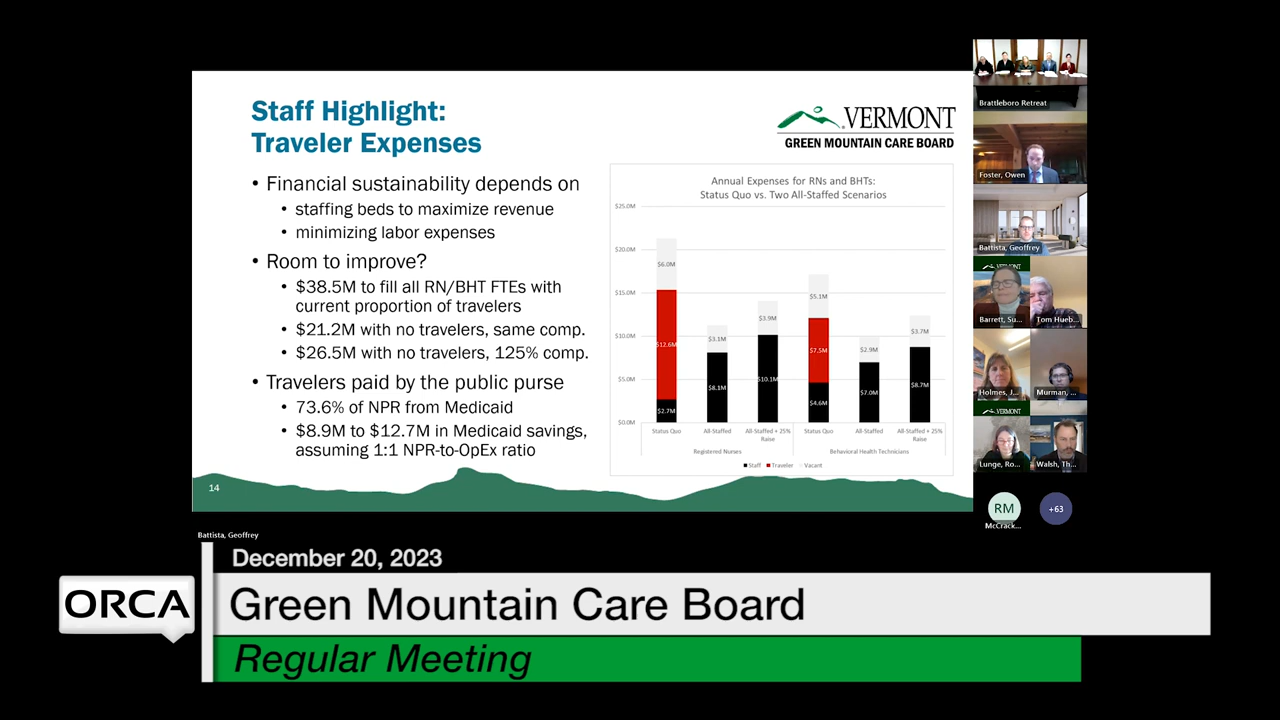 Staff Highlight:
Traveler Expenses
VERMONT
GREEN MOUNTAIN CARE BOARD
• Financial sustainability depends on
• staffing beds to maximize revenue
• minimizing labor expenses
• Room to improve?
• $38.5M to fill all RN/BHT FTEs with
current proportion of travelers
• $21.2M with no travelers, same comp.
• $26.5M with no travelers, 125% comp.
• Travelers paid by the public purse
• 73.6% of NPR from Medicaid
• $8.9M to $12.7M in Medicaid savings,
assuming 1:1 NPR-to-OpEx ratio
14
Annual Expenses for RNs and BHTs:
Status Quo vs. Two All-Staffed Scenarios
$25.0M
$20.0M
$15.0M
$10.0M
$5.0M
$0.0M
$6.0M
$12.6M
$2.7M
$3.1M
$8.1M
$3.9M
$10.1M
$5.1M
$7.5M
$4.6M
$2.9M
$7.0M
$3.7M
$8.7M
Status Quo All-Staffed All-Staffed + 25% Status Quo All-Staffed All-Staffed + 25%
Raise Raise
Registered Nurses Behavioral Health Technicians
Staff Traveler Vacant
Brattleboro Retreat
Foster, Owen
Battista, Geoffrey
VERMONT
Barrett, Su... Tom Hueb...
Holmes, J... Murman, ...
VERMONT
Lunge, Ro... Walsh, Th...
RM +63
McCrack...
Battista, Geoffrey
December 20, 2023
ORCA
Green Mountain Care Board
Regular Meeting